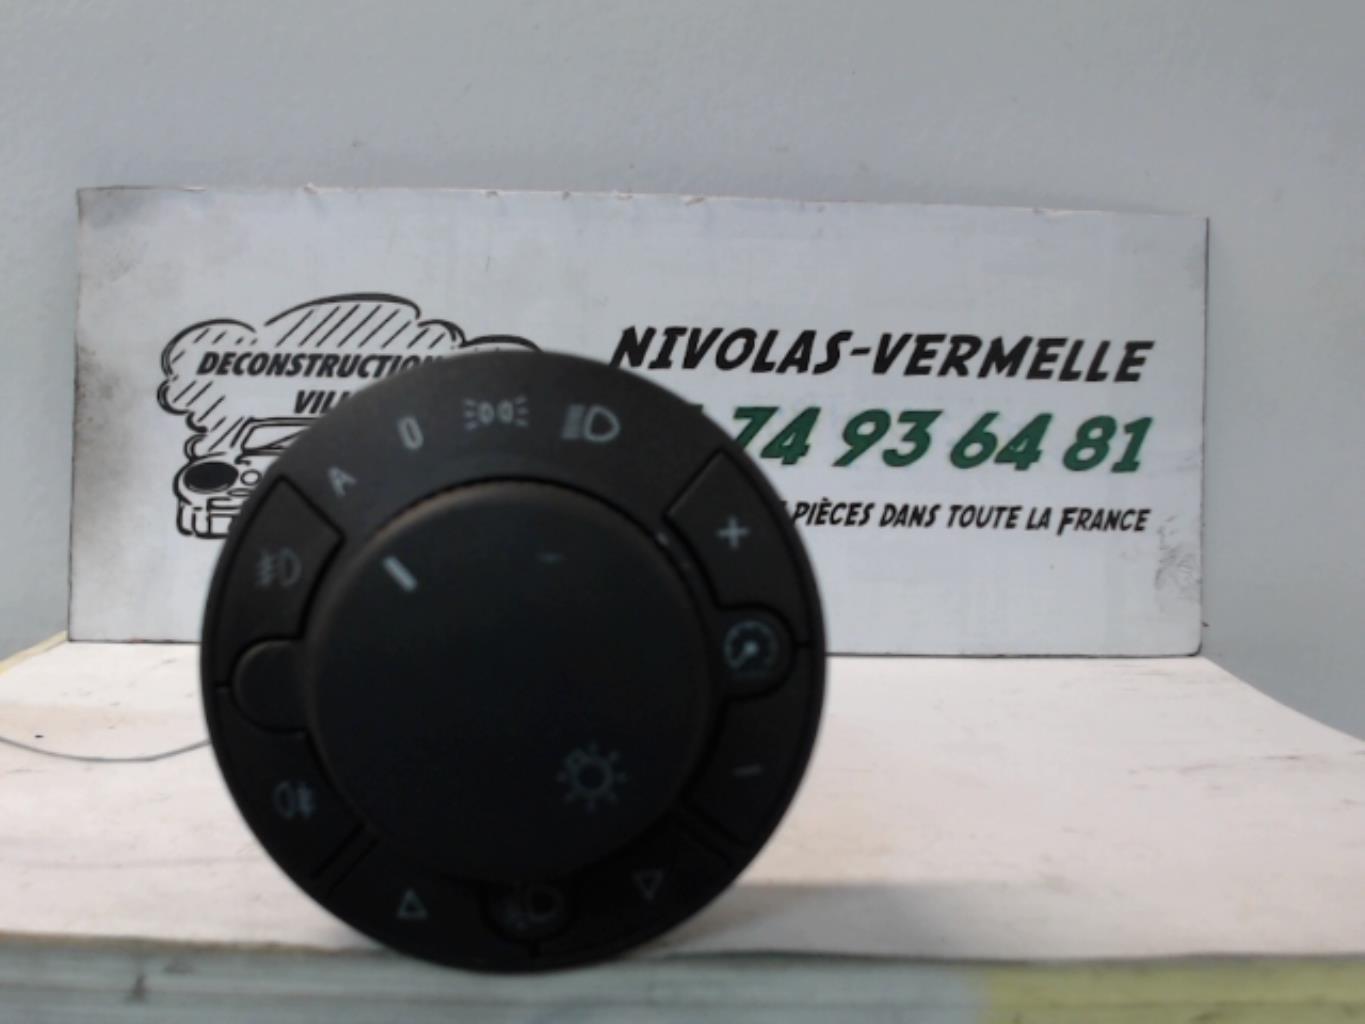 DECONSTRUCTION
NIVOLAS-VERMELLE
74 93 64 81
PIÈCES DANS TOUTE LA FRANCE
A 0
+
-